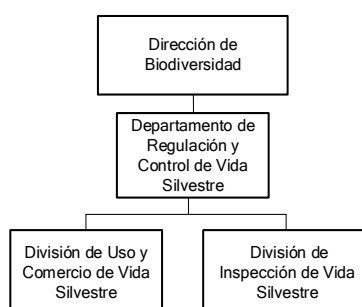 Dirección de
Biodiversidad
Departamento de
Regulación y
Control de Vida
Silvestre
División de Uso y
Comercio de Vida
Silvestre
División de
Inspección de Vida
Silvestre